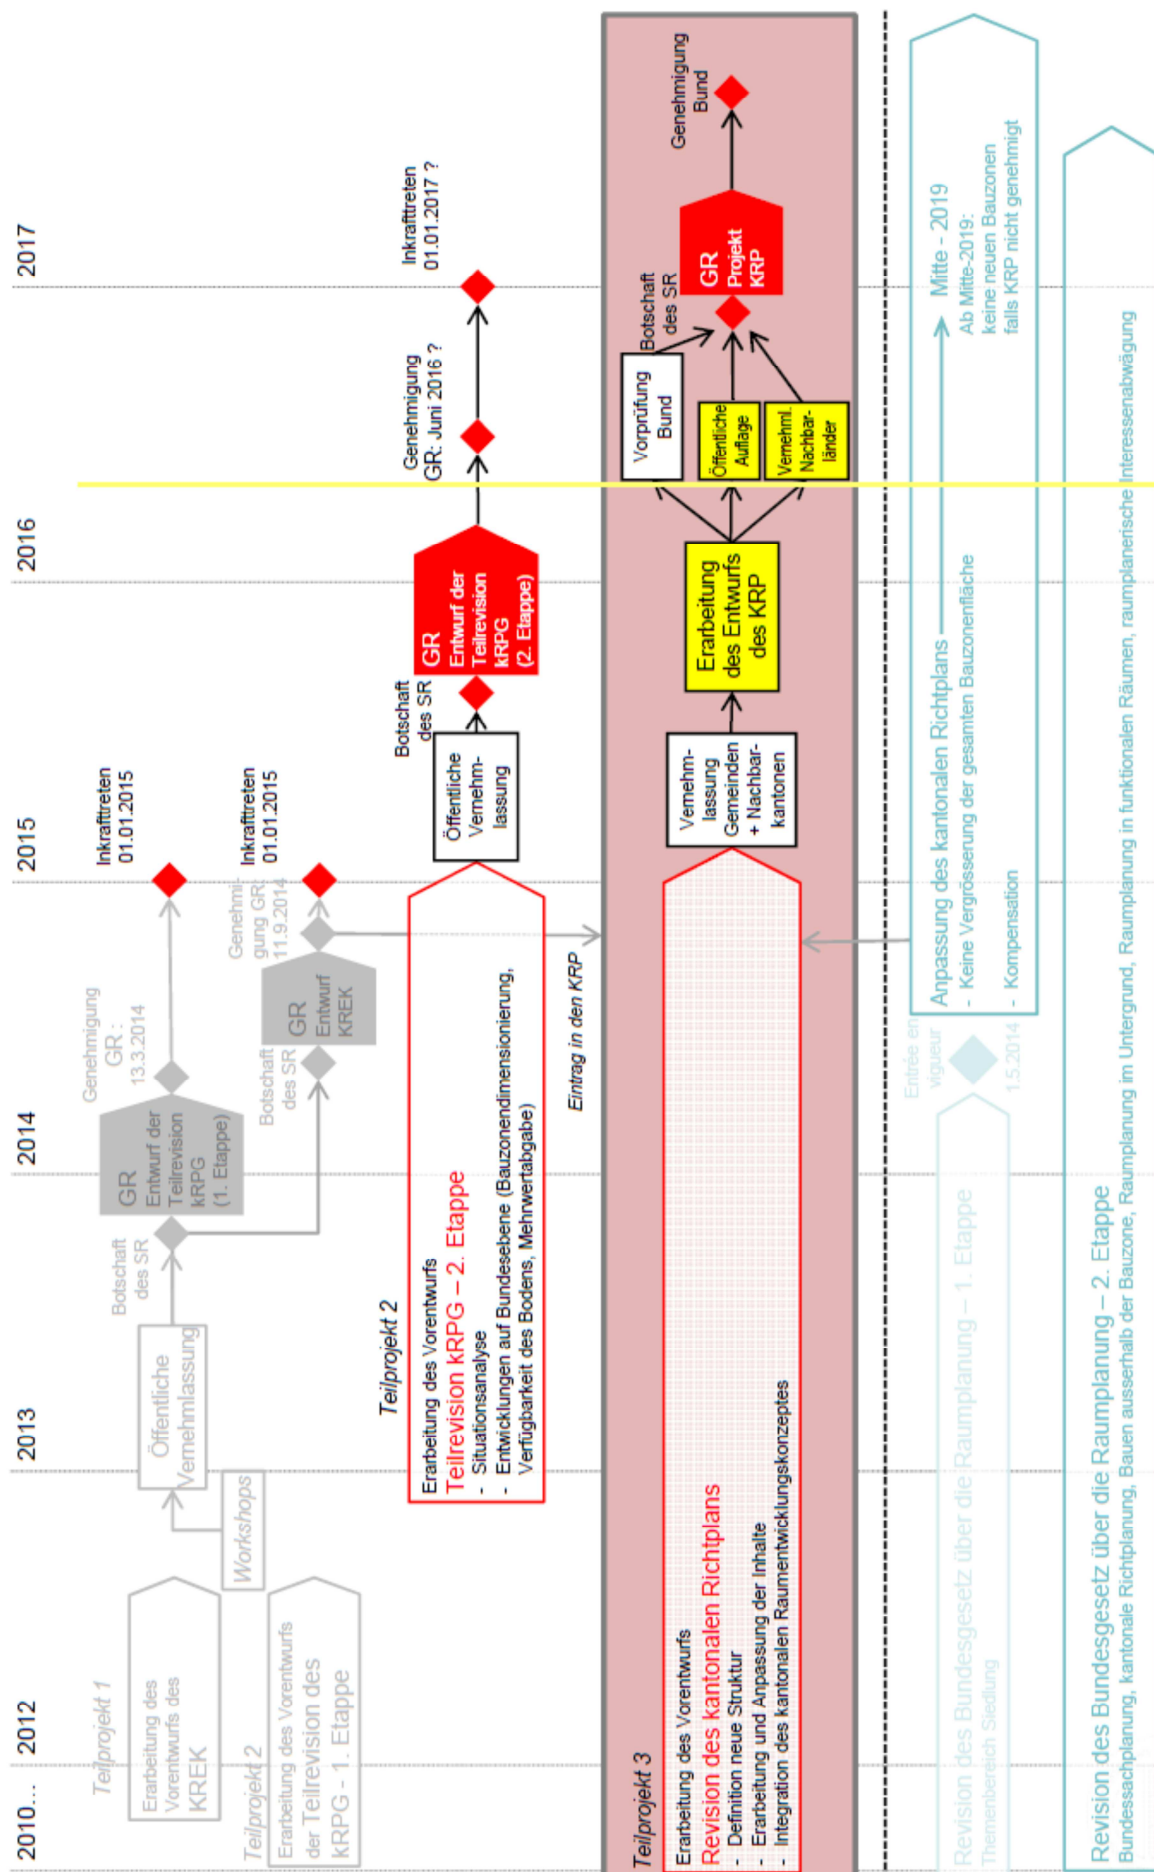 2010...
2012
2013
2014
2015
2016
2017
Teilprojekt 1
Erarbeitung des
Vorentwurfs des
KREK
Teilprojekt 2
Erarbeitung des Vorentwurfs
der Teilrevision des
kRPG - 1. Etappe
Workshops
Öffentliche
Vernehmlassung
Botschaft
des SR
GR
Entwurf der
Teilrevision
kRPG
(1. Etappe)
Genehmigung
GR :
13.3.2014
Inkrafttreten
01.01.2015
Botschaft
des SR
GR
Entwurf
KREK
Genehmi-
gung GR:
11.9.2014
Inkrafttreten
01.01.2015
Teilprojekt 2
Erarbeitung des Vorentwurfs
Teilrevision kRPG – 2. Etappe
- Situationsanalyse
- Entwicklungen auf Bundesebene (Bauzonendimensionierung,
Verfügbarkeit des Bodens, Mehrwertabgabe)
Öffentliche
Vernehm-
lassung
Botschaft
des SR
GR
Entwurf der
Teilrevision
kRPG
(2. Etappe)
Genehmigung
GR: Juni 2016 ?
Inkrafttreten
01.01.2017 ?
Eintrag in den KRP
Teilprojekt 3
Erarbeitung des Vorentwurfs
Revision des kantonalen Richtplans
- Definition neue Struktur
- Erarbeitung und Anpassung der Inhalte
- Integration des kantonalen Raumentwicklungskonzeptes
Vernehm-
lassung
Gemeinden
+ Nachbar-
kantonen
Erarbeitung
des Entwurfs
des KRP
Vorprüfung
Bund
Öffentliche
Auflage
Vernehml.
Nachbar-
länder
Botschaft
des SR
GR
Projekt
KRP
Genehmigung
Bund
Revision des Bundesgesetz über die Raumplanung – 1. Etappe
Themenbereich Siedlung
Entrée en
vigueur
1.5.2014
Anpassung des kantonalen Richtplans
- Keine Vergrösserung der gesamten Bauzonenfläche
- Kompensation
Mitte - 2019
Ab Mitte-2019:
keine neuen Bauzonen
falls KRP nicht genehmigt
Revision des Bundesgesetz über die Raumplanung – 2. Etappe
Bundessachplanung, kantonale Richtplanung, Bauen ausserhalb der Bauzone, Raumplanung im Untergrund, Raumplanung in funktionalen Räumen, raumplanerische Interessenabwägung